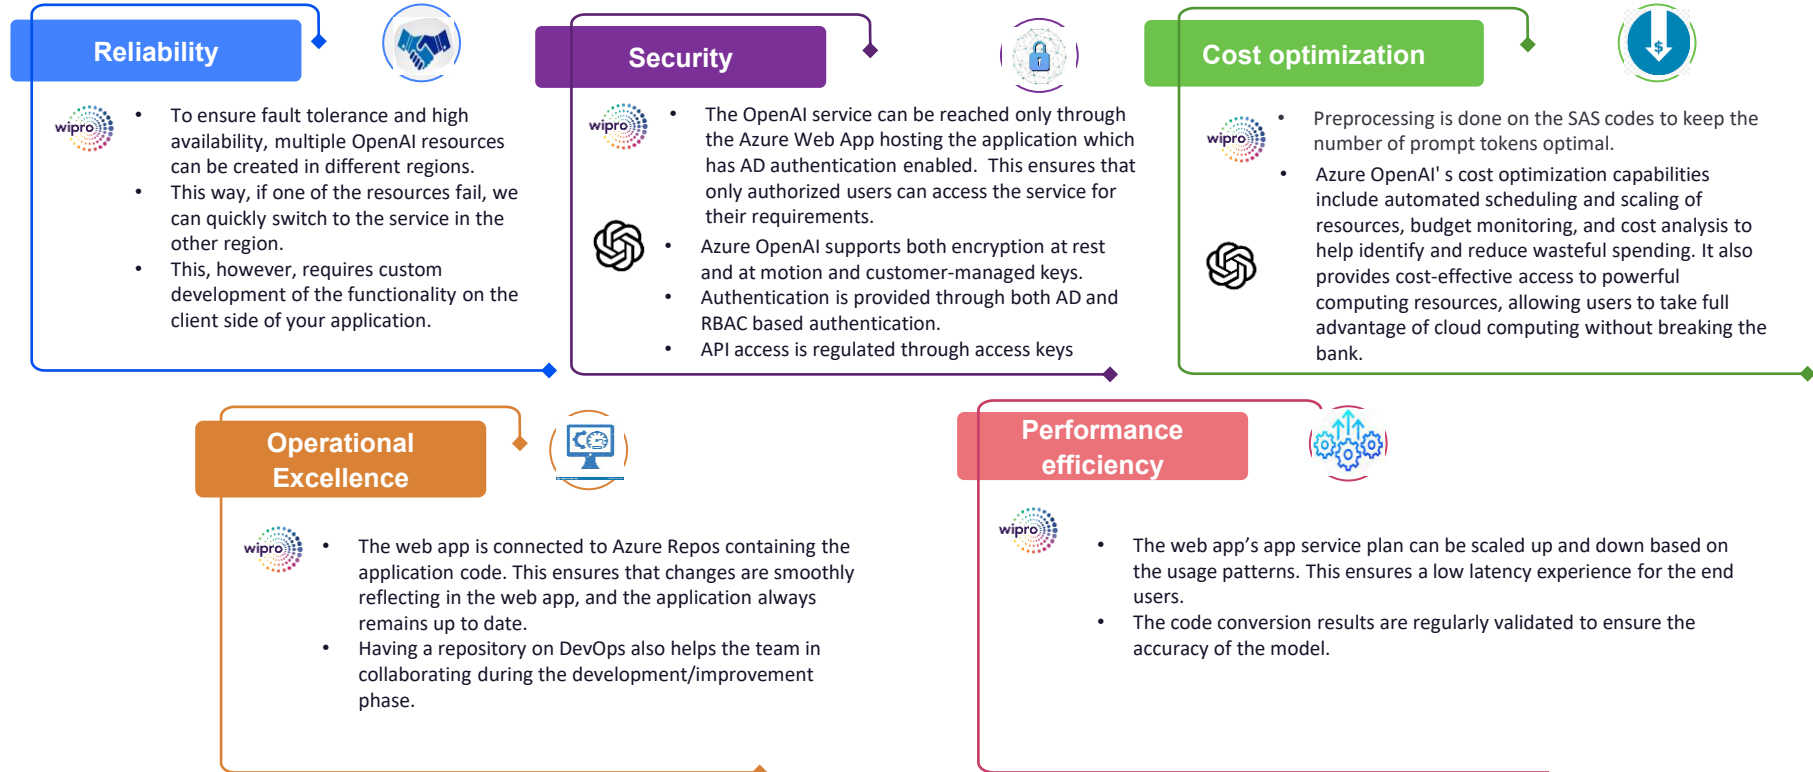 Reliability
wipro
• To ensure fault tolerance and high
availability, multiple OpenAI resources
can be created in different regions.
• This way, if one of the resources fail, we
can quickly switch to the service in the
other region.
• This, however, requires custom
development of the functionality on the
client side of your application.
Security
wipro
• The OpenAI service can be reached only through
the Azure Web App hosting the application which
has AD authentication enabled. This ensures that
only authorized users can access the service for
their requirements.
• Azure OpenAI supports both encryption at rest
and at motion and customer-managed keys.
• Authentication is provided through both AD and
RBAC based authentication.
• API access is regulated through access keys
Cost optimization
$
wipro
• Preprocessing is done on the SAS codes to keep the
number of prompt tokens optimal.
• Azure OpenAI' s cost optimization capabilities
include automated scheduling and scaling of
resources, budget monitoring, and cost analysis to
help identify and reduce wasteful spending. It also
provides cost-effective access to powerful
computing resources, allowing users to take full
advantage of cloud computing without breaking the
bank.
Operational
Excellence
wipro
• The web app is connected to Azure Repos containing the
application code. This ensures that changes are smoothly
reflecting in the web app, and the application always
remains up to date.
• Having a repository on DevOps also helps the team in
collaborating during the development/improvement
phase.
Performance
efficiency
wipro
• The web app’s app service plan can be scaled up and down based on
the usage patterns. This ensures a low latency experience for the end
users.
• The code conversion results are regularly validated to ensure the
accuracy of the model.